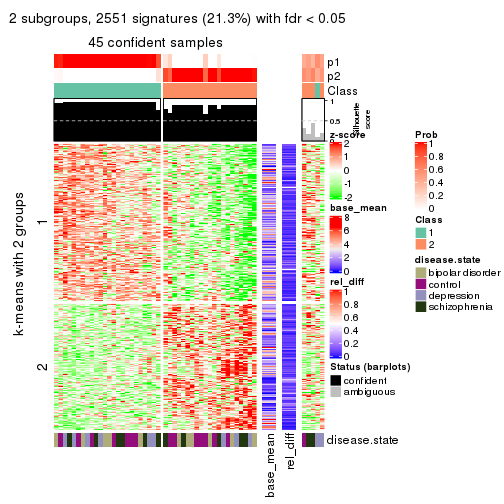 2 subgroups, 2551 signatures (21.3%) with fdr < 0.05
45 confident samples
p1
p2
Class
1
0.5
0
Silhouette
score
k-means with 2 groups
1
2
z-score
2
1
0
-1
-2
base_mean
8
6
4
2
0
rel_diff
1
0.8
0.6
0.4
0.2
0
Status (barplots)
confident
ambiguous
Prob
1
0.8
0.6
0.4
0.2
0
Class
1
2
disease.state
bipolar disorder
control
depression
schizophrenia
disease.state
base_mean
rel_diff